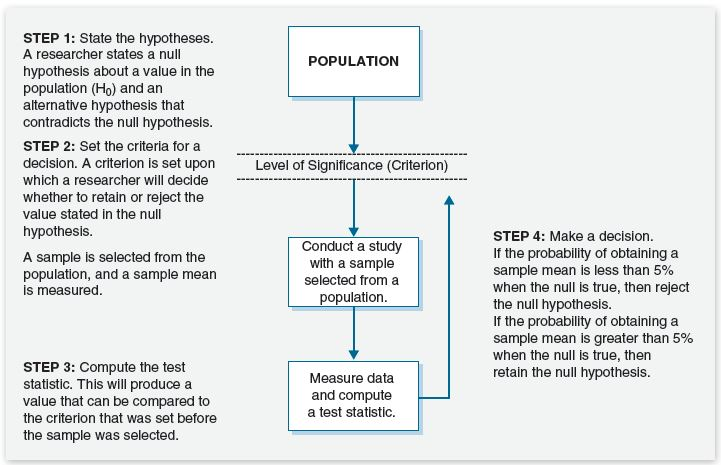 STEP 1: State the hypotheses.
A researcher states a null
hypothesis about a value in the
population (H₀) and an
alternative hypothesis that
contradicts the null hypothesis.
STEP 2: Set the criteria for a
decision. A criterion is set upon
which a researcher will decide
whether to retain or reject the
value stated in the null
hypothesis.
A sample is selected from the
population, and a sample mean
is measured.
STEP 3: Compute the test
statistic. This will produce a
value that can be compared to
the criterion that was set before
the sample was selected.
POPULATION
Level of Significance (Criterion)
Conduct a study
with a sample
selected from a
population.
Measure data
and compute
a test statistic.
STEP 4: Make a decision.
If the probability of obtaining a
sample mean is less than 5%
when the null is true, then reject
the null hypothesis.
If the probability of obtaining a
sample mean is greater than 5%
when the null is true, then
retain the null hypothesis.